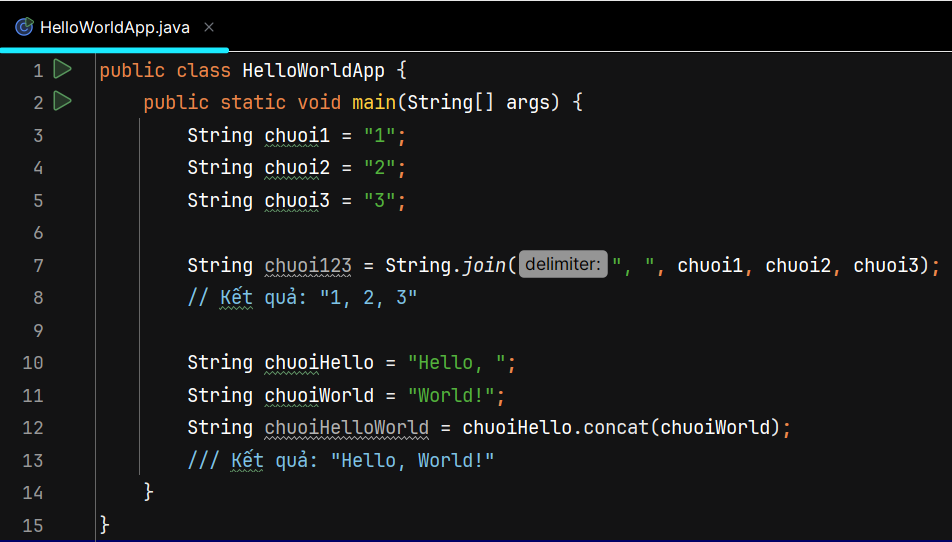 HelloWorldApp.java ×
1 public class HelloWorldApp {
2 public static void main(String[] args) {
3 String chuoi1 = "1";
4 String chuoi2 = "2";
5 String chuoi3 = "3";
6
7 String chuoi123 = String.join( delimiter: ", ", chuoi1, chuoi2, chuoi3);
8 // Kết quả: "1, 2, 3"
9
10 String chuoiHello = "Hello, ";
11 String chuoiWorld = "World!";
12 String chuoiHelloWorld = chuoiHello.concat(chuoiWorld);
13 /// Kết quả: "Hello, World!"
14 }
15 }